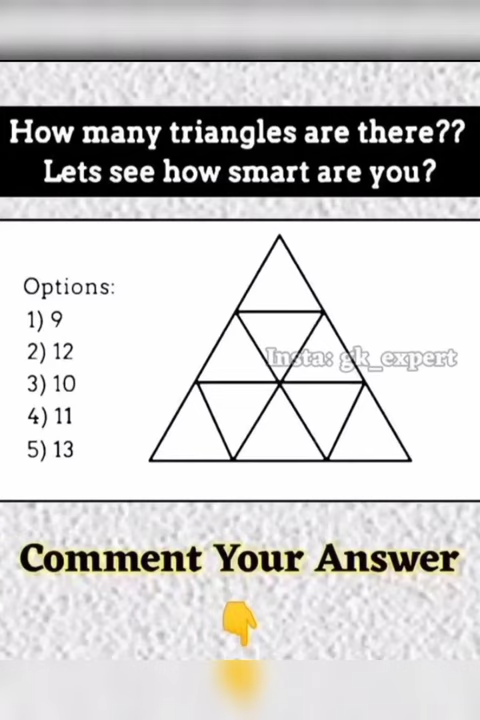 How many triangles are there??
Lets see how smart are you?
Options:
1) 9
2) 12
3) 10
4) 11
5) 13
Insta: gk_expert
Comment Your Answer